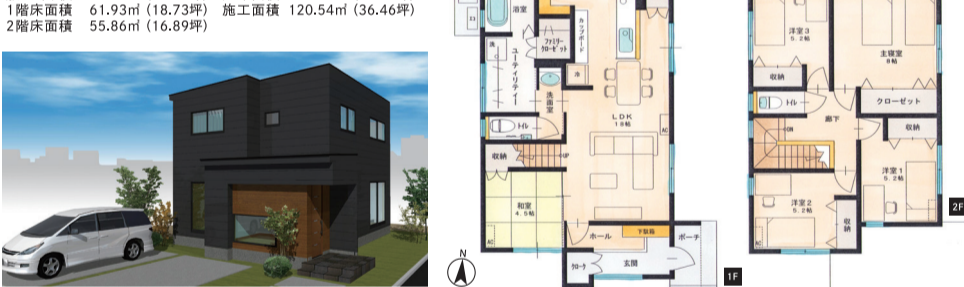 1階床面積 61.93㎡(18.73坪) 施工面積 120.54㎡(36.46坪)
2階床面積 55.86㎡(16.89坪)
浴室
カップボード
ファミリークローゼット
洗
ユーティリティー
冷
洗面室
トイレ
LDK
18帖
AC
収納
UP
和室
4.5帖
AC
ホール
下駄箱
ポーチ
クローク
玄関
N
1F
洋室3
5.2帖
主寝室
8帖
収納
クローゼット
トイレ
廊下
収納
DN
洋室1
5.2帖
洋室2
5.2帖
収納
AC
2F